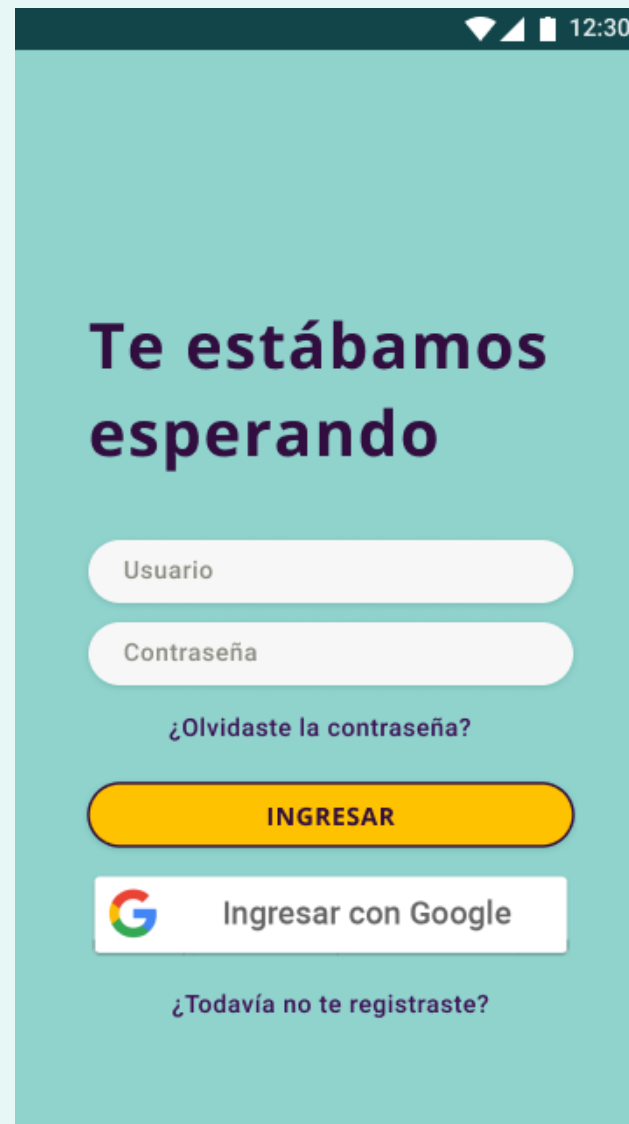 12:30
Te estábamos
esperando
Usuario
Contraseña
¿Olvidaste la contraseña?
INGRESAR
Ingresar con Google
¿Todavía no te registraste?